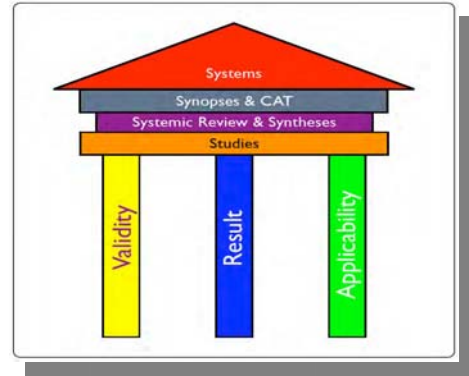 Systems
Synopses & CAT
Systemic Review & Syntheses
Studies
Validity
Result
Applicability